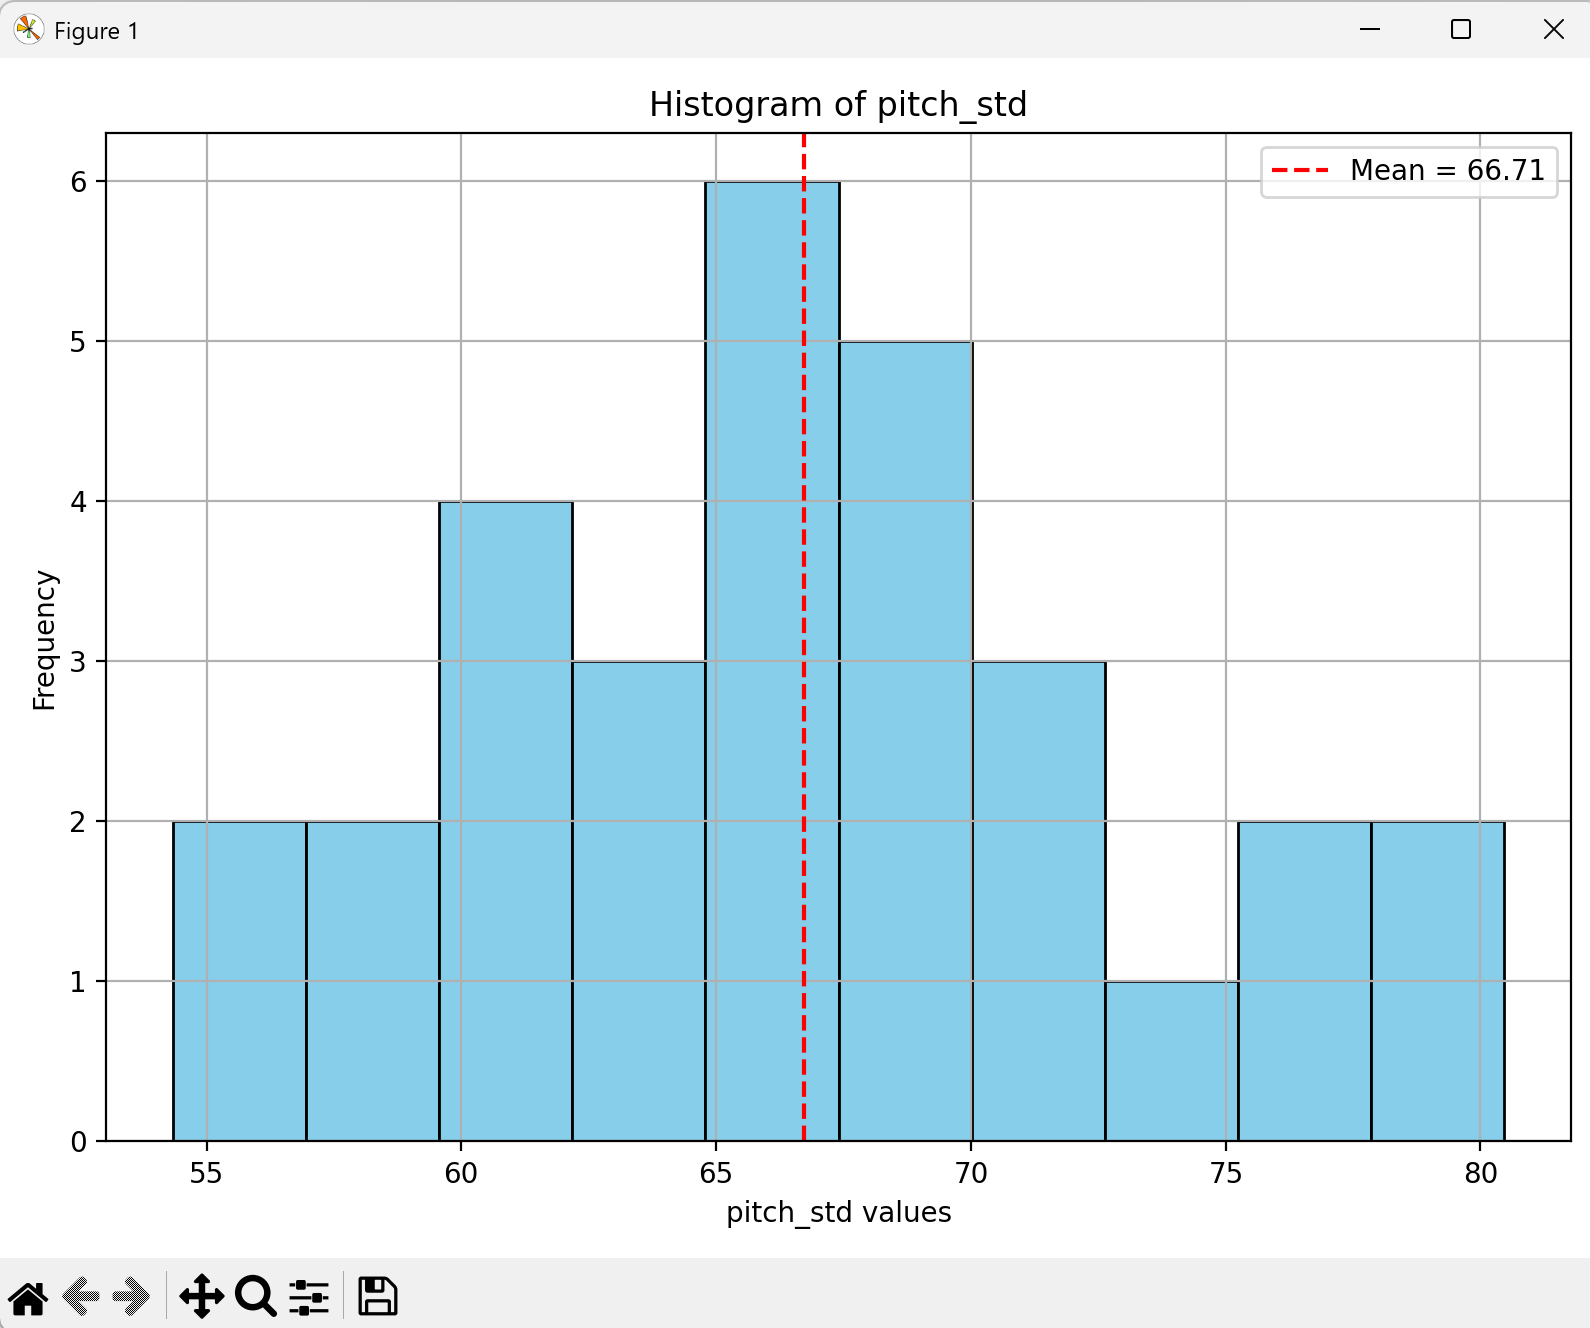 Figure 1
Histogram of pitch_std
Mean = 66.71
6
5
4
3
2
1
0
Frequency
55 60 65 70 75 80
pitch_std values